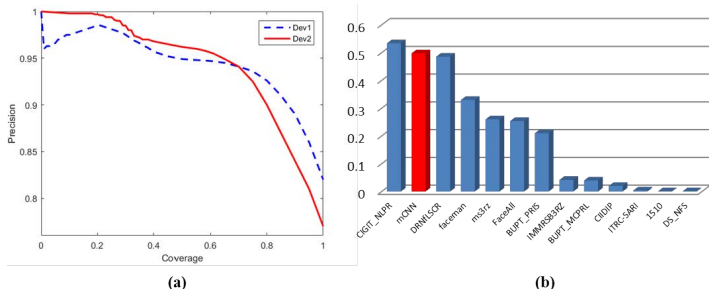 1
0.95
0.9
0.85
0.8
Precision
0
0.2
0.4
0.6
0.8
1
Coverage
Dev1
Dev2
(a)
0.6
0.5
0.4
0.3
0.2
0.1
0
CIGIT_NLPR
mCNN
DRNfLSCR
faceman
ms3rz
FaceAll
BUPT_PRIS
IMMRSB3RZ
BUPT_MCPRL
CIIDIP
ITRC-SARI
1510
DS_NFS
(b)